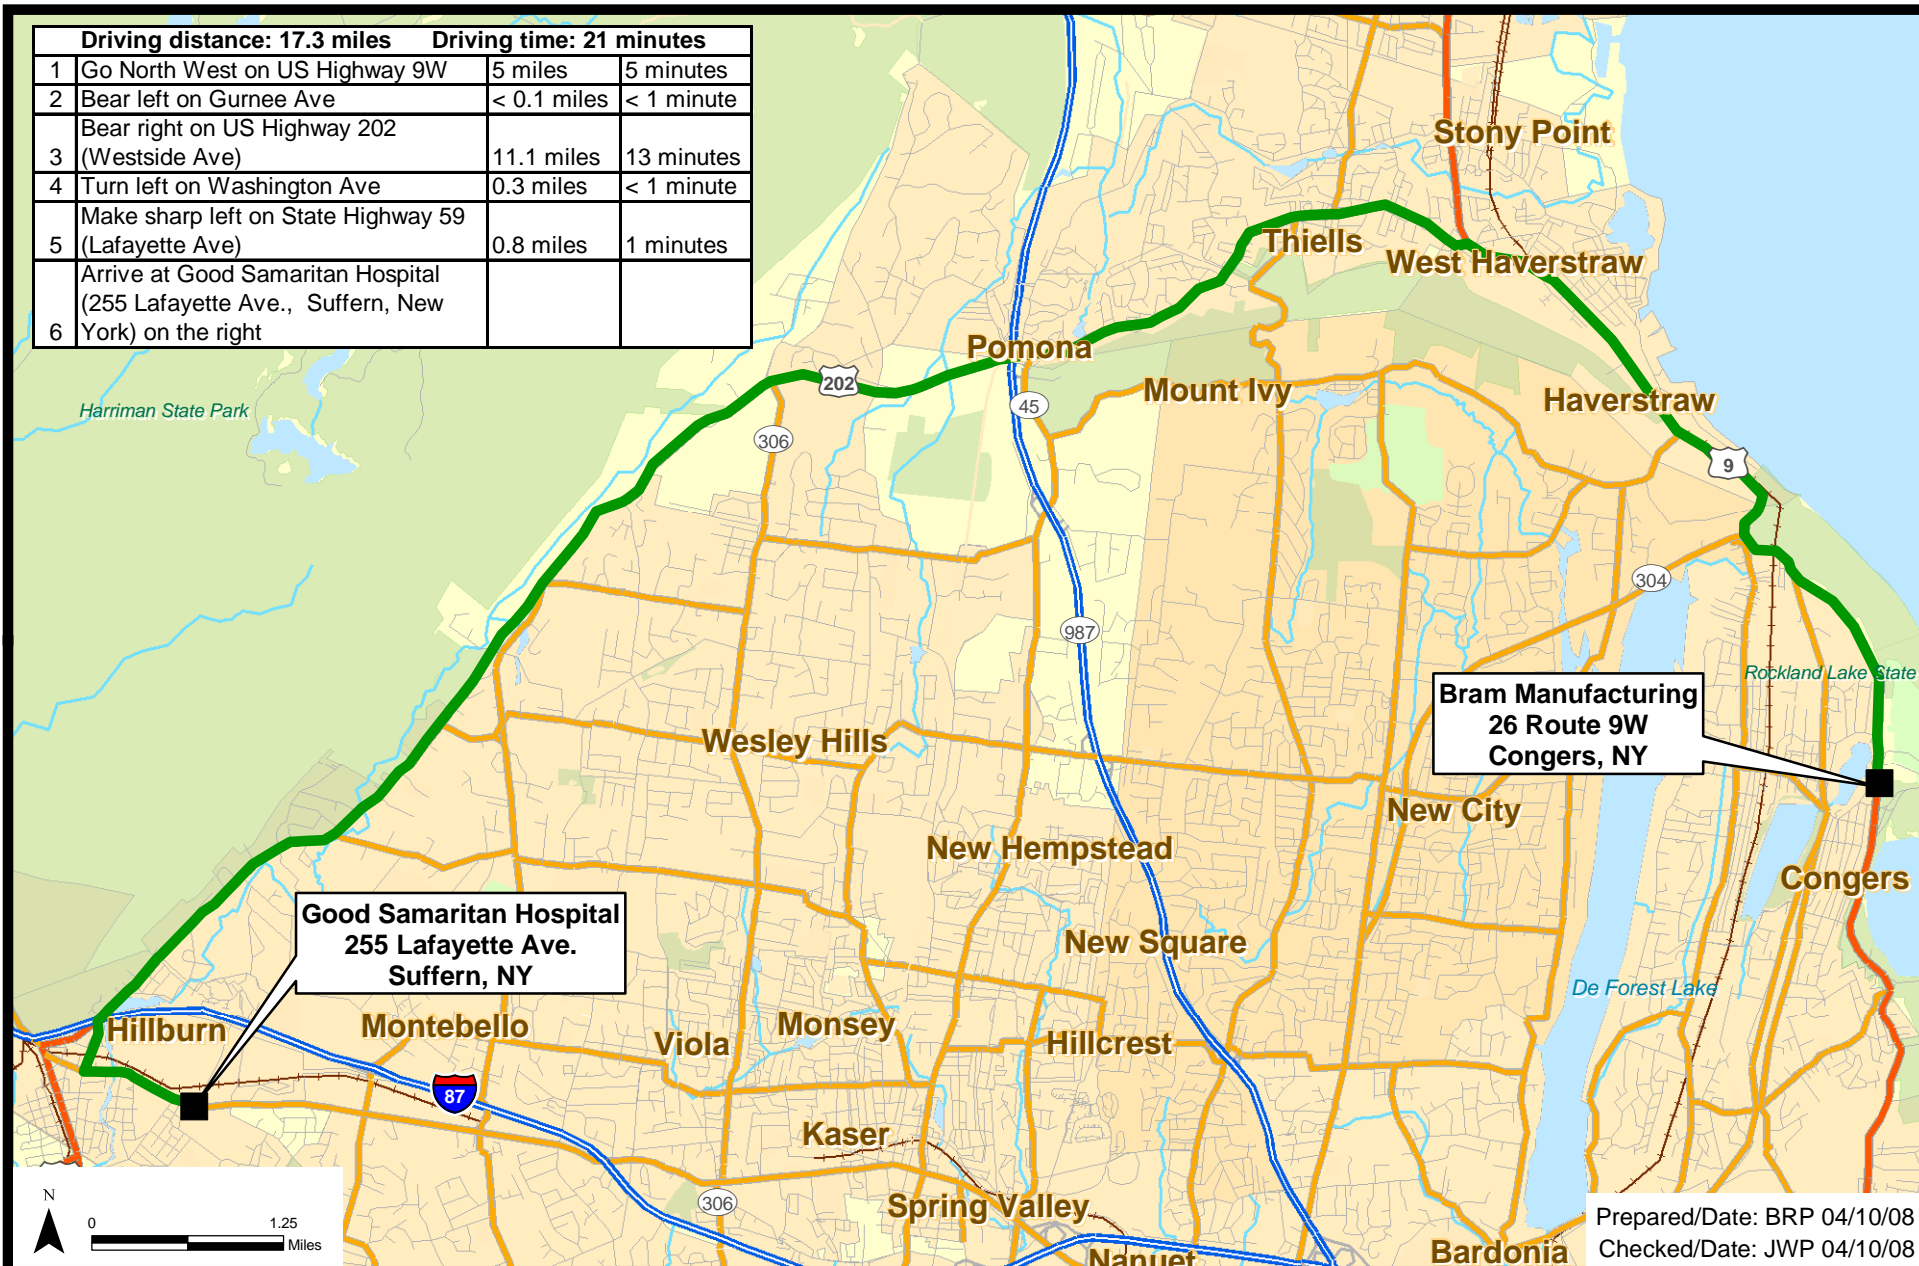 Driving distance: 17.3 miles Driving time: 21 minutes
1 Go North West on US Highway 9W 5 miles 5 minutes
2 Bear left on Gurnee Ave < 0.1 miles < 1 minute
Bear right on US Highway 202
3 (Westside Ave) 11.1 miles 13 minutes
4 Turn left on Washington Ave 0.3 miles < 1 minute
Make sharp left on State Highway 59
5 (Lafayette Ave) 0.8 miles 1 minutes
Arrive at Good Samaritan Hospital
(255 Lafayette Ave., Suffern, New
6 York) on the right
Stony Point
Thiells
West Haverstraw
Pomona
202
Mount Ivy
Haverstraw
Harriman State Park
45
306
9
304
987
Rockland Lake State
Bram Manufacturing
26 Route 9W
Congers, NY
Wesley Hills
New City
New Hempstead
Congers
Good Samaritan Hospital
255 Lafayette Ave.
Suffern, NY
New Square
De Forest Lake
Hillburn
Montebello
Viola
Monsey
Hillcrest
87
Kaser
306
Spring Valley
Nanuet
Bardonia
N
0 1.25
Miles
Prepared/Date: BRP 04/10/08
Checked/Date: JWP 04/10/08